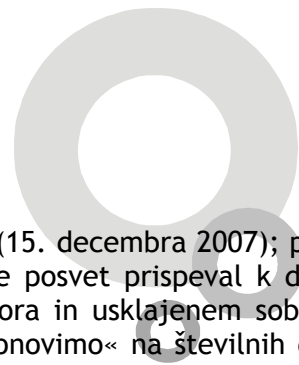 (15. decembra 2007); p
e posvet prispeval k d
ora in usklajenem sob
onovimo« na številnih